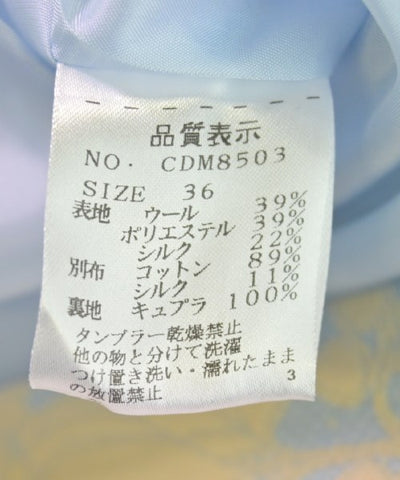 品質表示
NO. CDM8503
SIZE 36
表地 ウール 39%
ポリエステル 39%
シルク 22%
別布 コットン 89%
シルク 11%
裏地 キュプラ 100%
タンブラー乾燥禁止
他の物と分けて洗濯
つけ置き洗い・濡れたまま
の放置禁止
3